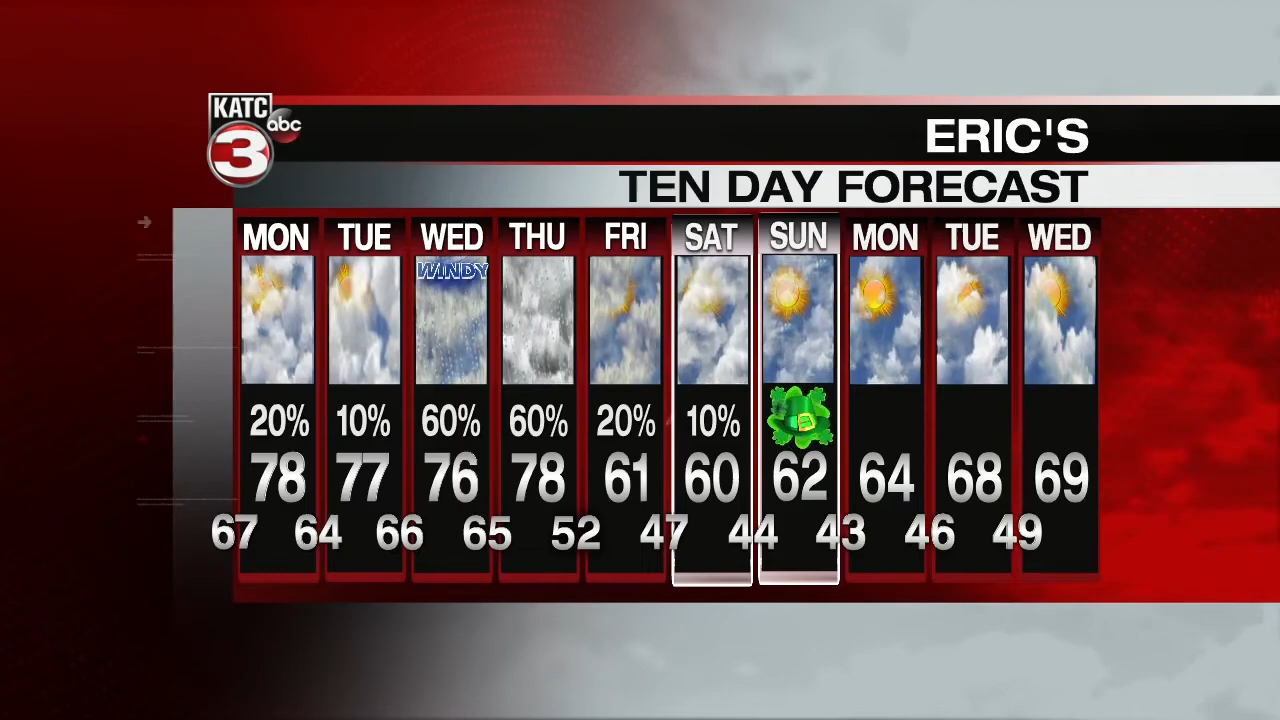 KATC
abc
3
ERIC'S
TEN DAY FORECAST
MON TUE WED THU FRI SAT SUN MON TUE WED
WINDY
20% 10% 60% 60% 20% 10%
78 77 76 78 61 60 62 64 68 69
67 64 66 65 52 47 44 43 46 49